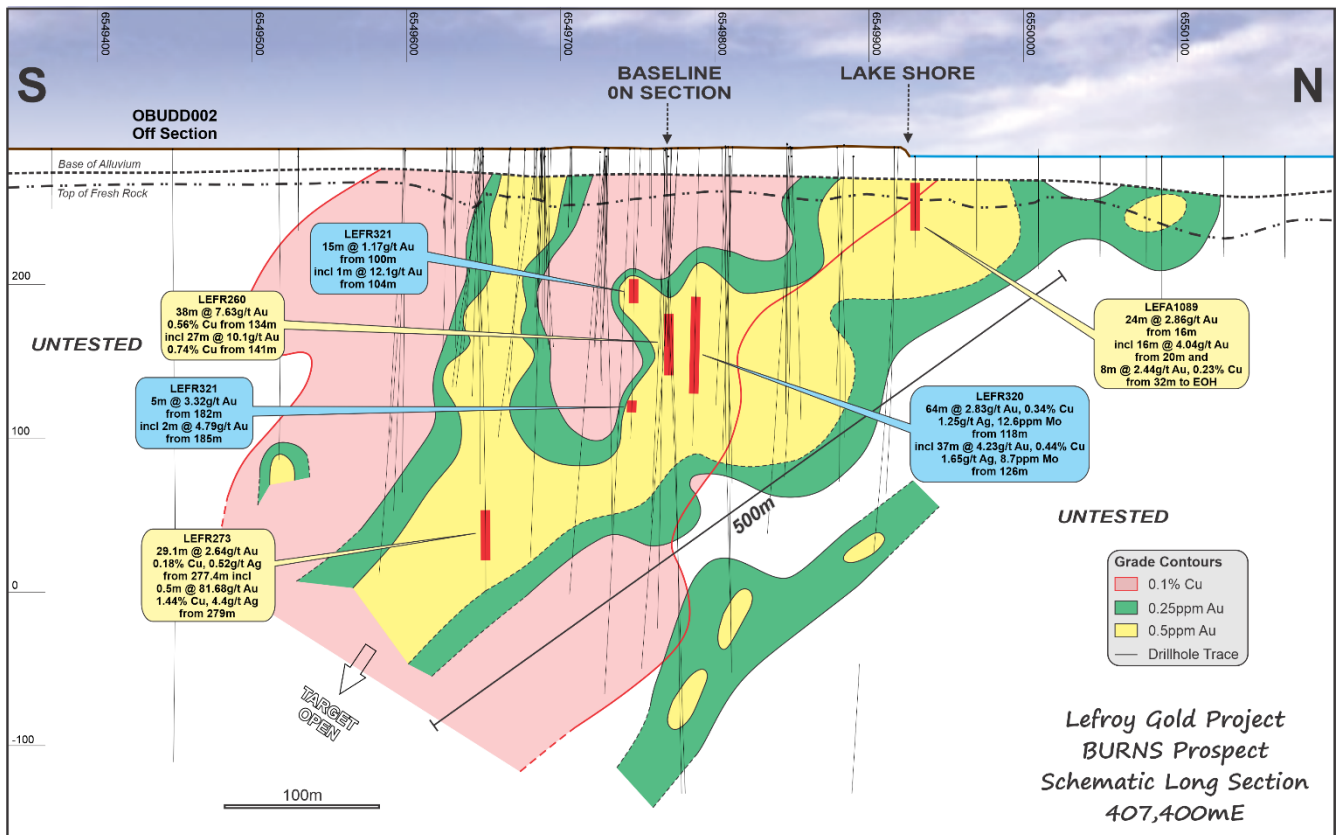 6549400
6549500
6549600
6549700
6549800
6549900
6550000
6550100
S
N
BASELINE
0N SECTION
LAKE SHORE
OBUDD002
Off Section
Base of Alluvium
Top of Fresh Rock
LEFR321
15m @ 1.17g/t Au
from 100m
incl 1m @ 12.1g/t Au
from 104m
200
LEFR260
38m @ 7.63g/t Au
0.56% Cu from 134m
incl 27m @ 10.1g/t Au
0.74% Cu from 141m
UNTESTED
LEFA1089
24m @ 2.86g/t Au
from 16m
incl 16m @ 4.04g/t Au
from 20m and
8m @ 2.44g/t Au, 0.23% Cu
from 32m to EOH
LEFR321
5m @ 3.32g/t Au
from 182m
incl 2m @ 4.79g/t Au
from 185m
LEFR320
64m @ 2.83g/t Au, 0.34% Cu
1.25g/t Ag, 12.6ppm Mo
from 118m
incl 37m @ 4.23g/t Au, 0.44% Cu
1.65g/t Ag, 8.7ppm Mo
from 126m
100
500m
UNTESTED
LEFR273
29.1m @ 2.64g/t Au
0.18% Cu, 0.52g/t Ag
from 277.4m incl
0.5m @ 81.68g/t Au
1.44% Cu, 4.4g/t Ag
from 279m
0
Grade Contours
0.1% Cu
0.25ppm Au
0.5ppm Au
Drillhole Trace
TARGET
OPEN
-100
100m
Lefroy Gold Project
BURNS Prospect
Schematic Long Section
407,400mE